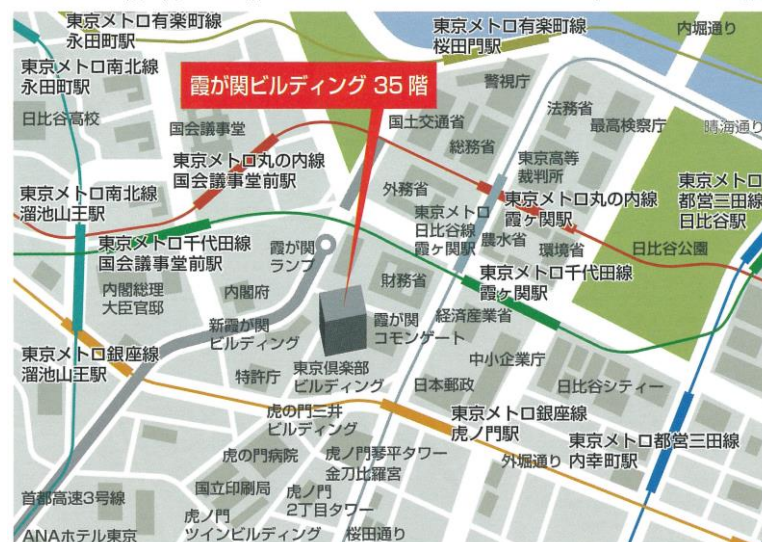 東京メトロ有楽町線
永田町駅
東京メトロ有楽町線
桜田門駅
内堀通り
東京メトロ南北線
永田町駅
霞が関ビルディング 35 階
警視庁
法務省
日比谷高校
国会議事堂
国土交通省
総務省
最高検察庁
晴海通り
東京メトロ丸の内線
国会議事堂前駅
東京高等
裁判所
外務省
東京メトロ
都営三田線
日比谷駅
東京メトロ南北線
溜池山王駅
東京メトロ丸の内線
霞ヶ関駅
東京メトロ
日比谷線
霞ヶ関駅
東京メトロ千代田線
国会議事堂前駅
霞が関
ランプ
農水省
環境省
日比谷公園
財務省
東京メトロ千代田線
霞ヶ関駅
内閣総理
大臣官邸
内閣府
新霞が関
ビルディング
霞が関
コモンゲート
経済産業省
東京メトロ銀座線
溜池山王駅
特許庁
東京倶楽部
ビルディング
中小企業庁
日本郵政
日比谷シティー
虎の門三井
ビルディング
東京メトロ銀座線
虎ノ門駅
東京メトロ都営三田線
内幸町駅
虎の門病院
虎ノ門琴平タワー
金刀比羅宮
外堀通り
国立印刷局
虎ノ門
2丁目タワー
首都高速3号線
虎ノ門
ツインビルディング
桜田通り
ANAホテル東京